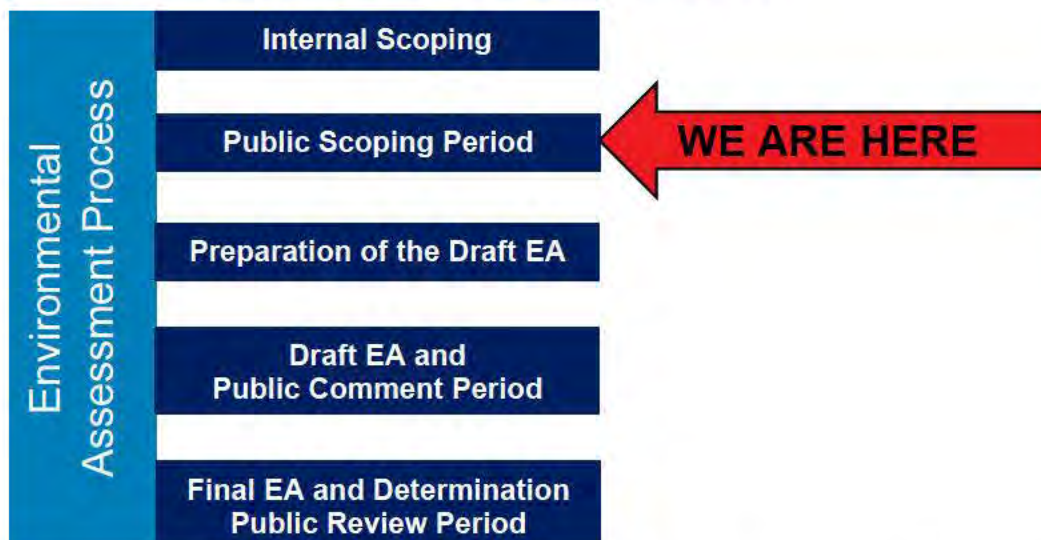 Environmental
Assessment Process
Internal Scoping
Public Scoping Period
WE ARE HERE
Preparation of the Draft EA
Draft EA and
Public Comment Period
Final EA and Determination
Public Review Period